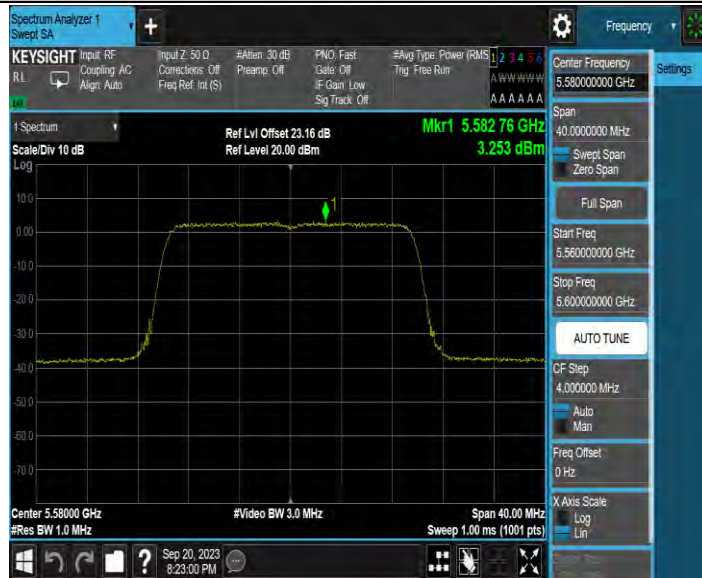 Spectrum Analyzer 1
Swept SA
+
Frequency
KEYSIGHT
RL
Input: RF
Coupling: AC
Align: Auto
Input Z: 50 Ω
Corrections: Off
Freq Ref: Int (S)
#Atten: 30 dB
Preamp: Off
PNO: Fast
Gate: Off
IF Gain: Low
Sig Track: Off
#Avg Type: Power (RMS
Trig: Free Run
1 2 3 4 5 6
A W W W W W
A A A A A A
Settings
1 Spectrum
Scale/Div 10 dB
Ref Lvl Offset 23.16 dB
Ref Level 20.00 dBm
Mkr1 5.582 76 GHz
3.253 dBm
Log
10.0
0.00
-10.0
-20.0
-30.0
-40.0
-50.0
-60.0
-70.0
1
Center 5.58000 GHz
#Res BW 1.0 MHz
#Video BW 3.0 MHz
Span 40.00 MHz
Sweep 1.00 ms (1001 pts)
Center Frequency
5.580000000 GHz
Span
40.0000000 MHz
Swept Span
Zero Span
Full Span
Start Freq
5.560000000 GHz
Stop Freq
5.600000000 GHz
AUTO TUNE
CF Step
4.000000 MHz
Auto
Man
Freq Offset
0 Hz
X Axis Scale
Log
Lin
?
Sep 20, 2023
8:23:00 PM